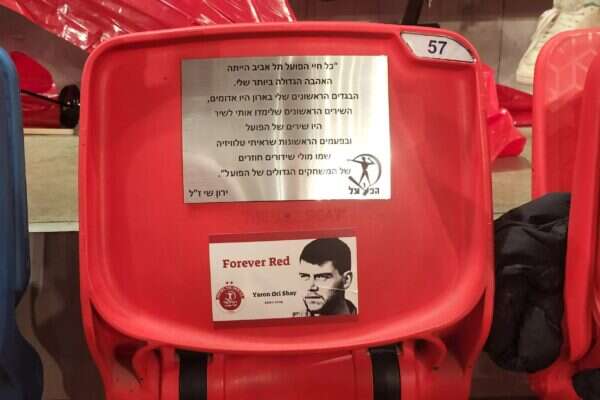 57
"כל חיי הפועל תל אביב הייתה
האהבה הגדולה ביותר שלי.
הבגדים הראשונים שלי בארון היו אדומים,
השירים הראשונים שלימדו אותי לשיר
היו שירים של הפועל
ובפעמים הראשונות שראיתי טלוויזיה
שמו מולי שידורים חוזרים
של המשחקים הגדולים של הפועל".
הפועל
ירון שי ז"ל
Forever Red
Yaron Ori Shay